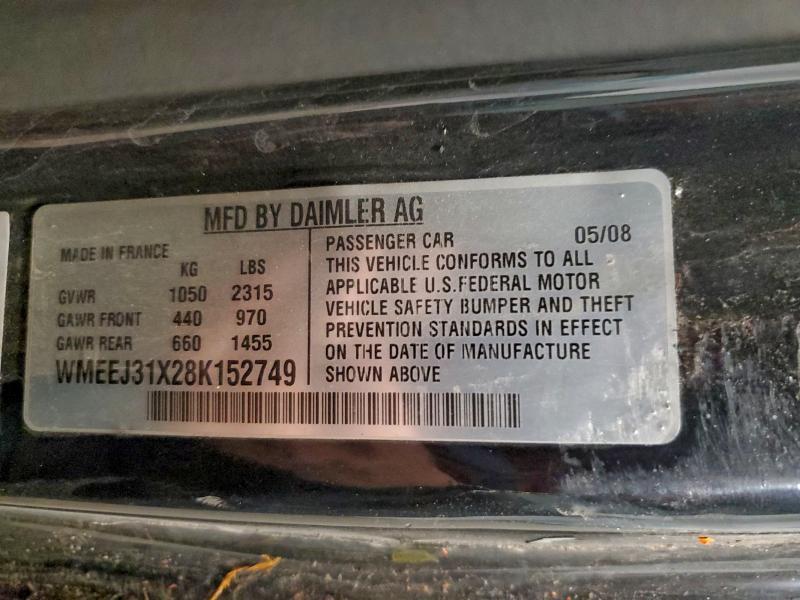 MFD BY DAIMLER AG
MADE IN FRANCE
KG LBS
GVWR 1050 2315
GAWR FRONT 440 970
GAWR REAR 660 1455
WMEEJ31X28K152749
PASSENGER CAR 05/08
THIS VEHICLE CONFORMS TO ALL
APPLICABLE U.S.FEDERAL MOTOR
VEHICLE SAFETY BUMPER AND THEFT
PREVENTION STANDARDS IN EFFECT
ON THE DATE OF MANUFACTURE
SHOWN ABOVE